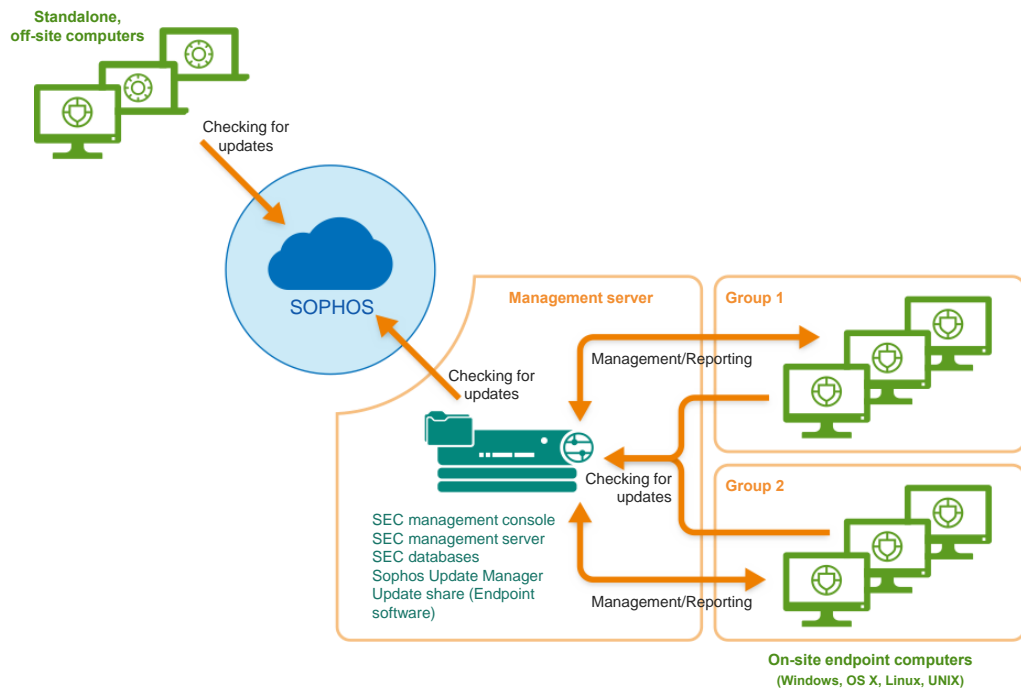 Standalone,
off-site computers
Checking for
updates
SOPHOS
Management server
Group 1
Management/Reporting
Checking for
updates
Checking for
updates
Group 2
SEC management console
SEC management server
SEC databases
Sophos Update Manager
Update share (Endpoint
software)
Management/Reporting
On-site endpoint computers
(Windows, OS X, Linux, UNIX)